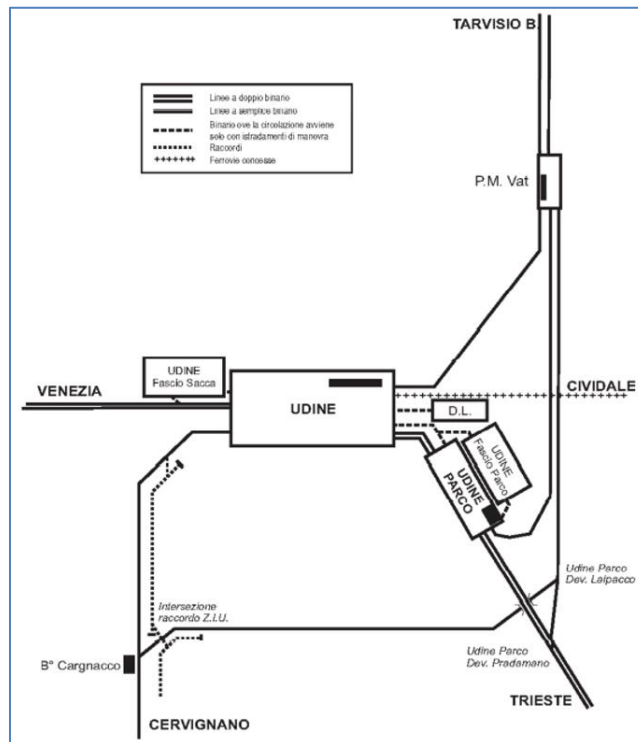 TARVISIO B.
Linee a doppio binario
Linee a semplice binario
Binario ove la circolazione avviene
solo con istradamenti di manovra
Raccordi
Ferrovie concesse
P.M. Vat
UDINE
Fascio Sacca
VENEZIA
UDINE
CIVIDALE
D.L.
UDINE
Fascio Parco
UDINE
PARCO
Udine Parco
Dev. Laipacco
Intersezione
raccordo Z.I.U.
Udine Parco
Dev. Pradamano
B° Cargnacco
TRIESTE
CERVIGNANO